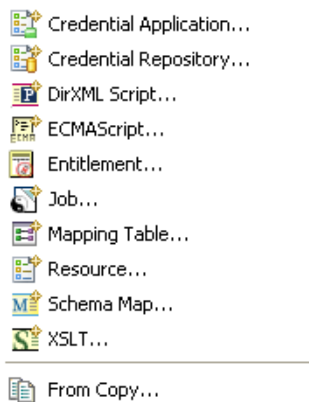 Credential Application...
Credential Repository...
DirXML Script...
ECMAScript...
Entitlement...
Job...
Mapping Table...
Resource...
Schema Map...
XSLT...
From Copy...